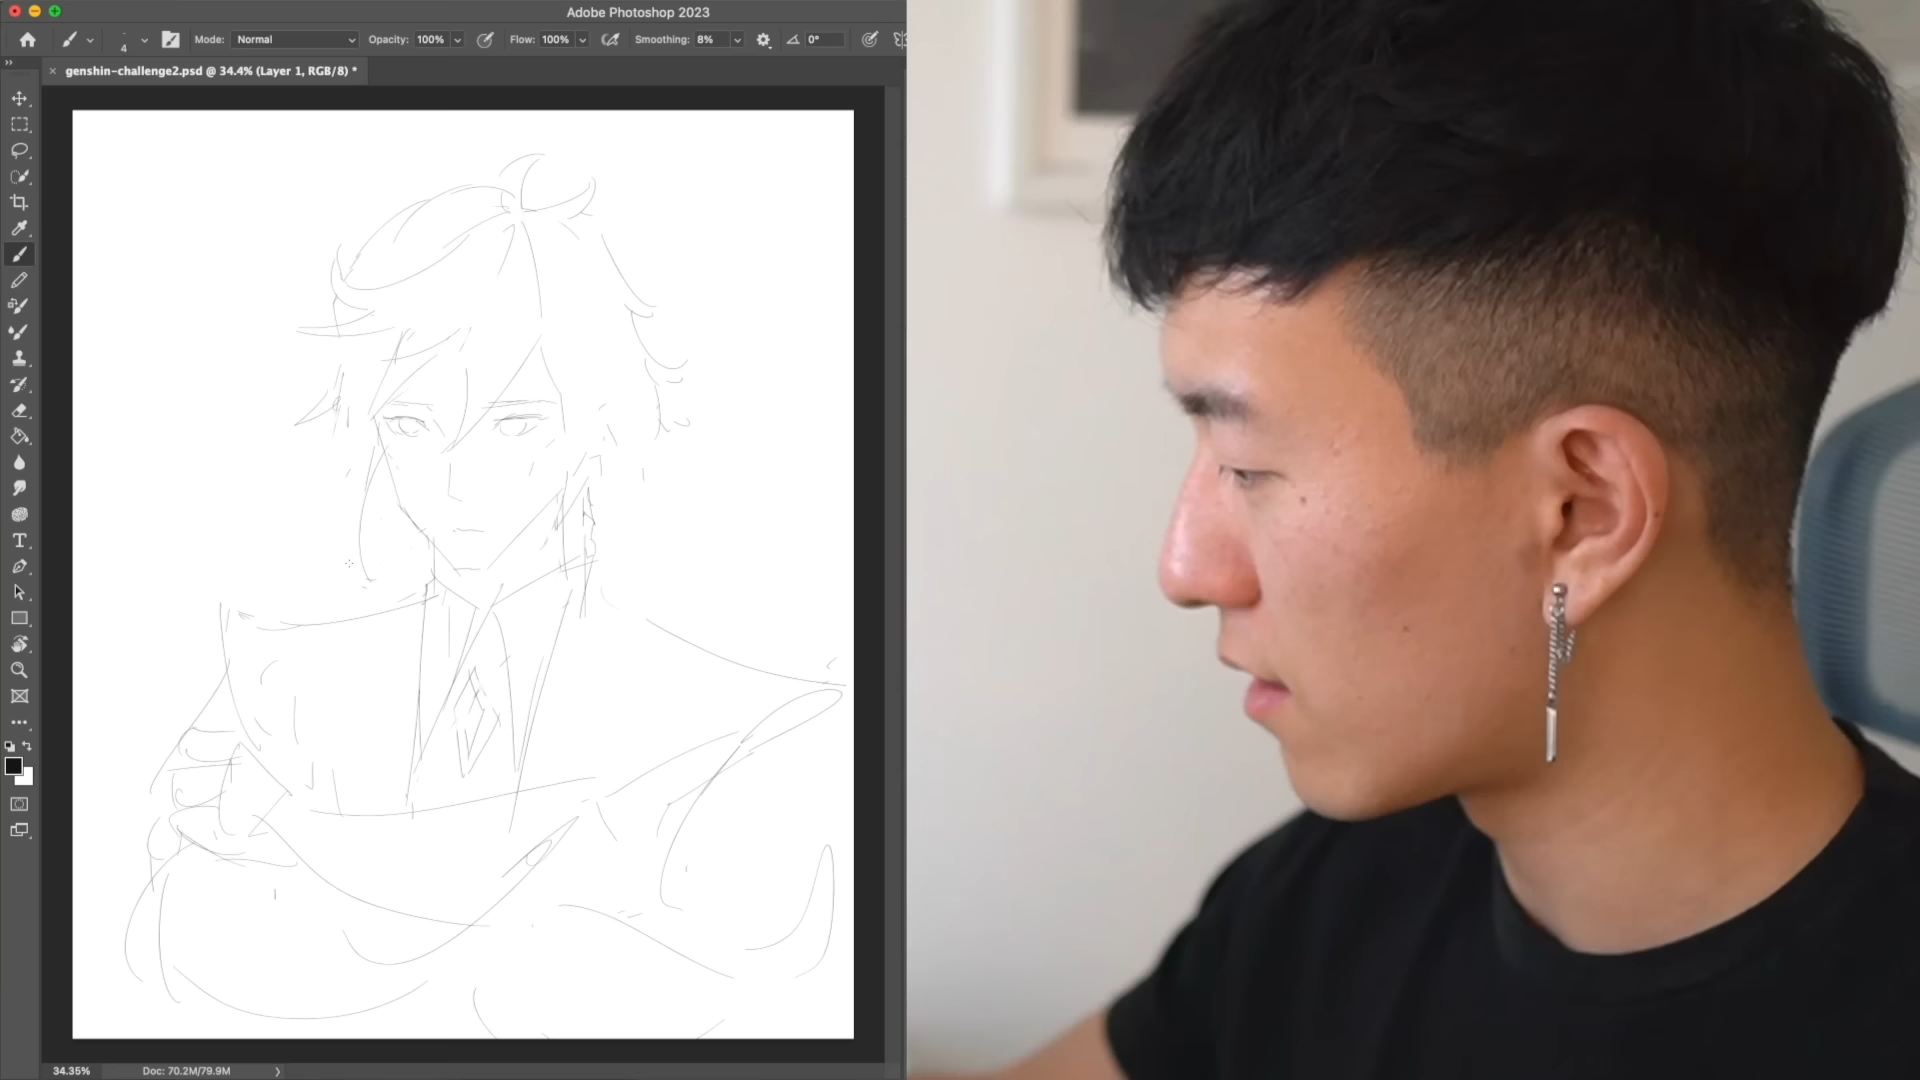 Adobe Photoshop 2023
4
Mode: Normal
Opacity: 100%
Flow: 100%
Smoothing: 8%
0°
genshin-challenge2.psd @ 34.4% (Layer 1, RGB/8) *
34.35%
Doc: 70.2M/79.9M